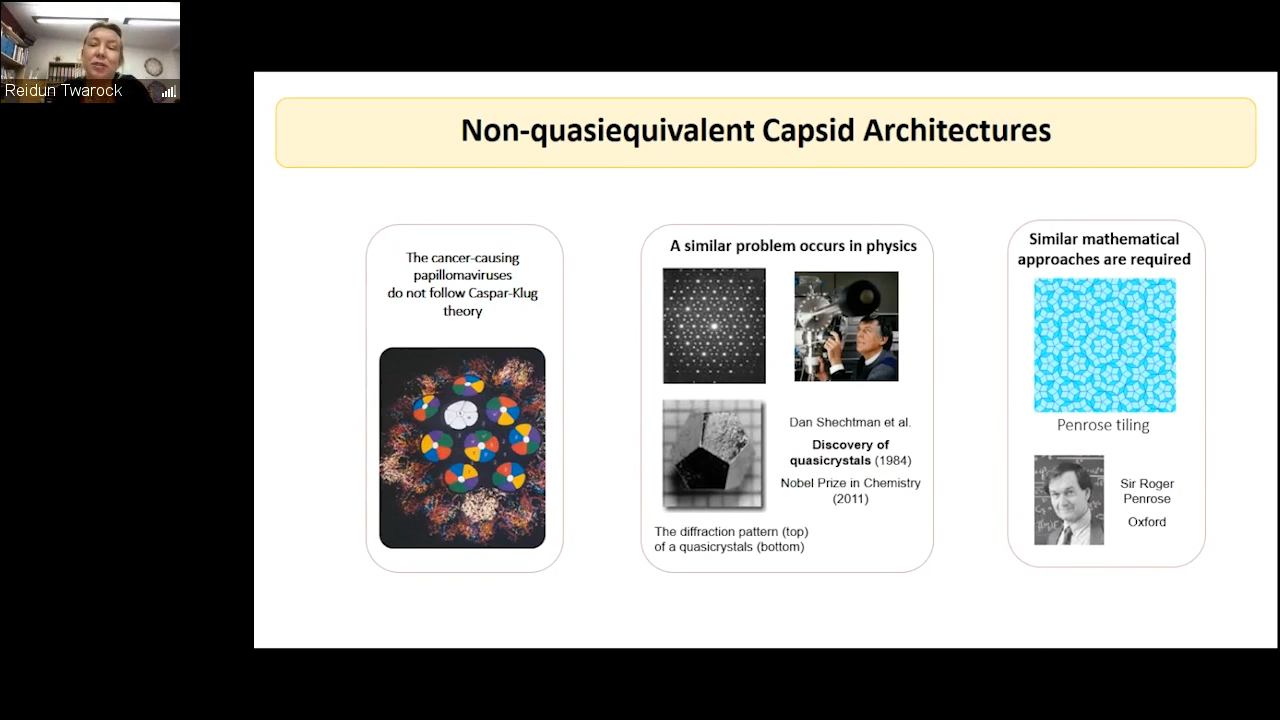 Reidun Twarock
Non-quasiequivalent Capsid Architectures
The cancer-causing
papillomaviruses
do not follow Caspar-Klug
theory
A similar problem occurs in physics
Dan Shechtman et al.
Discovery of
quasicrystals (1984)
Nobel Prize in Chemistry
(2011)
The diffraction pattern (top)
of a quasicrystals (bottom)
Similar mathematical
approaches are required
Penrose tiling
Sir Roger
Penrose
Oxford